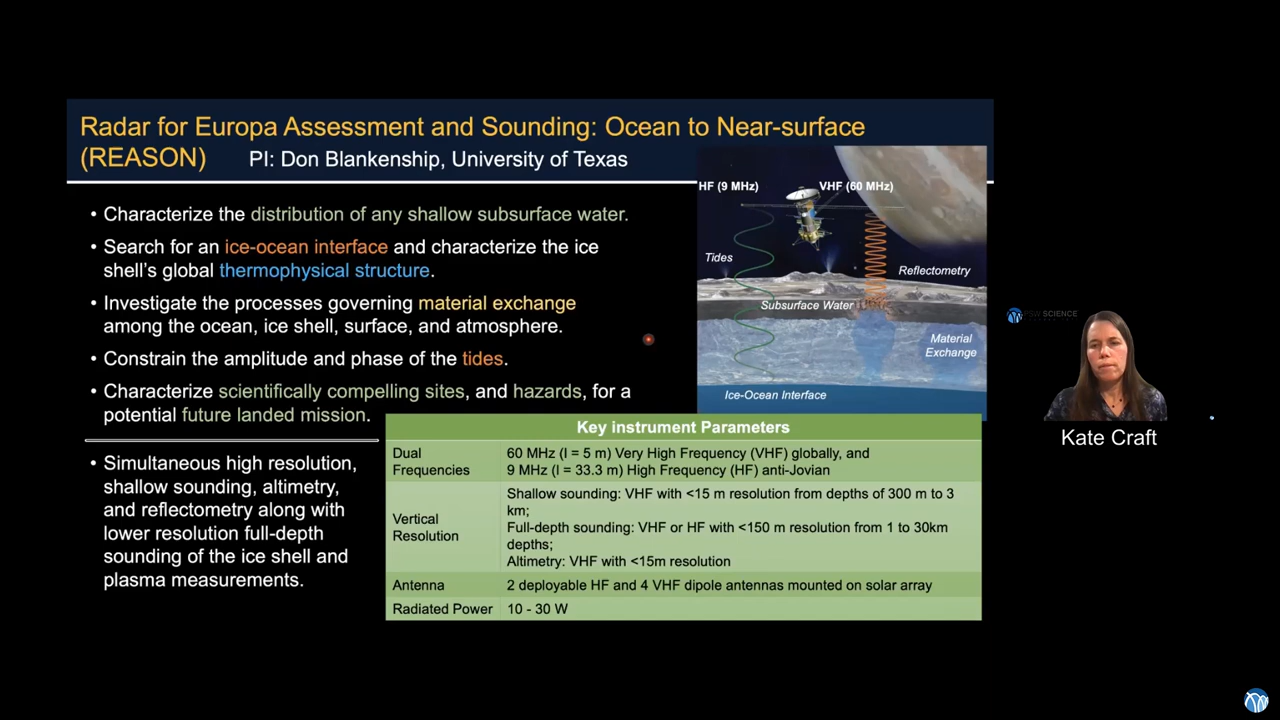 Radar for Europa Assessment and Sounding: Ocean to Near-surface
(REASON) PI: Don Blankenship, University of Texas
• Characterize the distribution of any shallow subsurface water.
• Search for an ice-ocean interface and characterize the ice
shell's global thermophysical structure.
• Investigate the processes governing material exchange
among the ocean, ice shell, surface, and atmosphere.
• Constrain the amplitude and phase of the tides.
• Characterize scientifically compelling sites, and hazards, for a
potential future landed mission.
• Simultaneous high resolution,
shallow sounding, altimetry,
and reflectometry along with
lower resolution full-depth
sounding of the ice shell and
plasma measurements.
HF (9 MHz) VHF (60 MHz)
Tides
Reflectometry
Subsurface Water
Material
Exchange
Ice-Ocean Interface
Key instrument Parameters
Dual
Frequencies
60 MHz (l = 5 m) Very High Frequency (VHF) globally, and
9 MHz (l = 33.3 m) High Frequency (HF) anti-Jovian
Vertical
Resolution
Shallow sounding: VHF with <15 m resolution from depths of 300 m to 3
km;
Full-depth sounding: VHF or HF with <150 m resolution from 1 to 30km
depths;
Altimetry: VHF with <15m resolution
Antenna 2 deployable HF and 4 VHF dipole antennas mounted on solar array
Radiated Power 10 - 30 W
PSW SCIENCE
Kate Craft